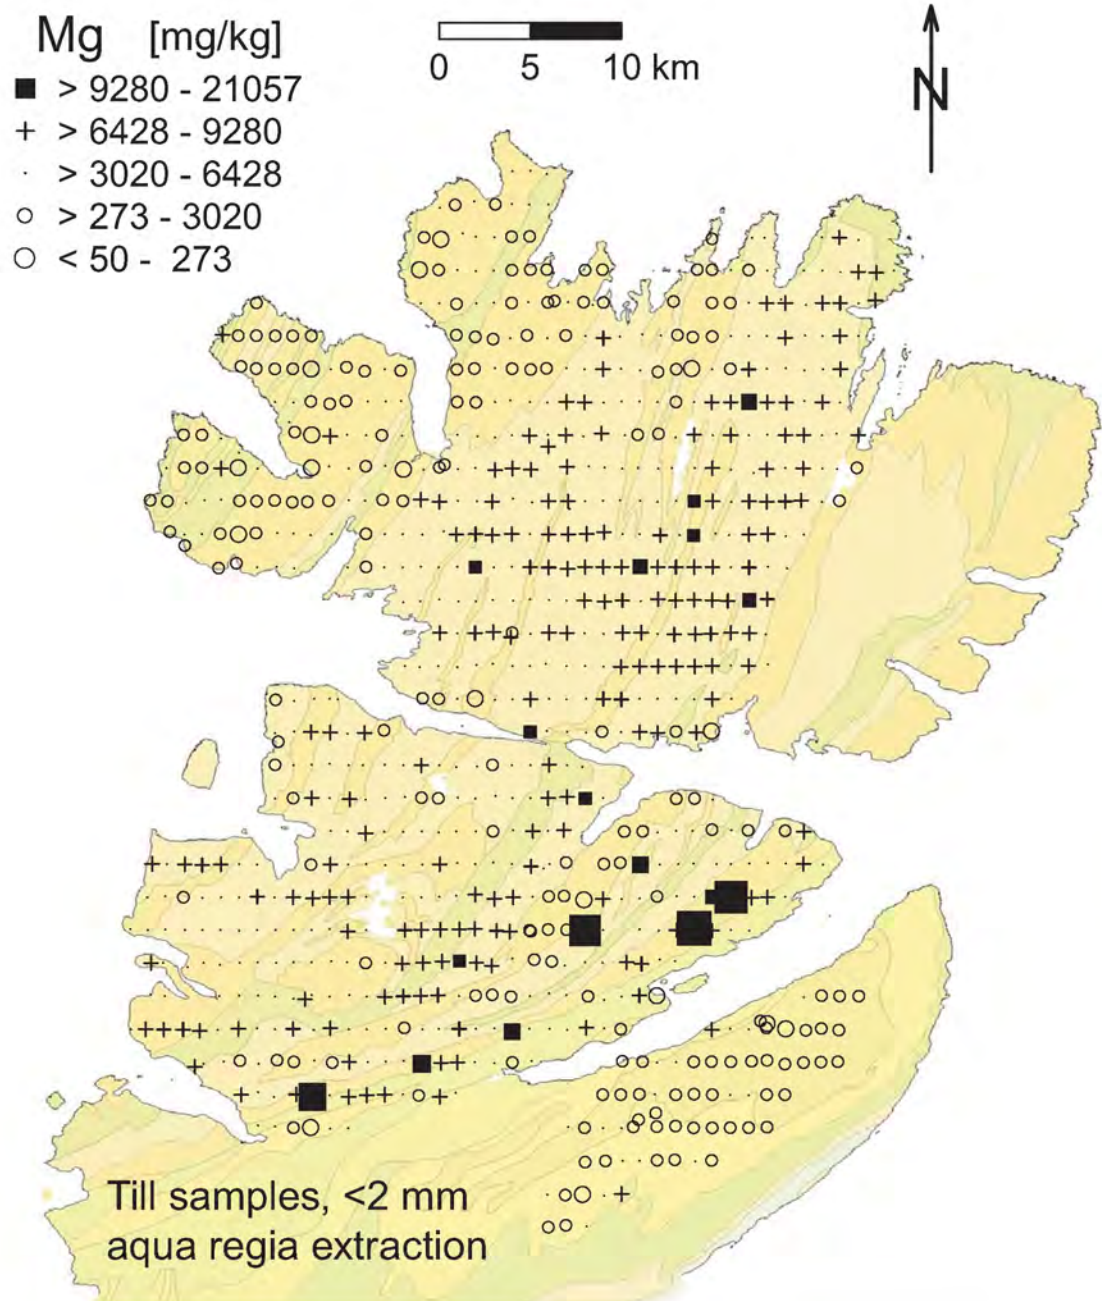 Mg [mg/kg]
■ > 9280 - 21057
+ > 6428 - 9280
· > 3020 - 6428
○ > 273 - 3020
○ < 50 - 273
0 5 10 km
N
Till samples, <2 mm
aqua regia extraction